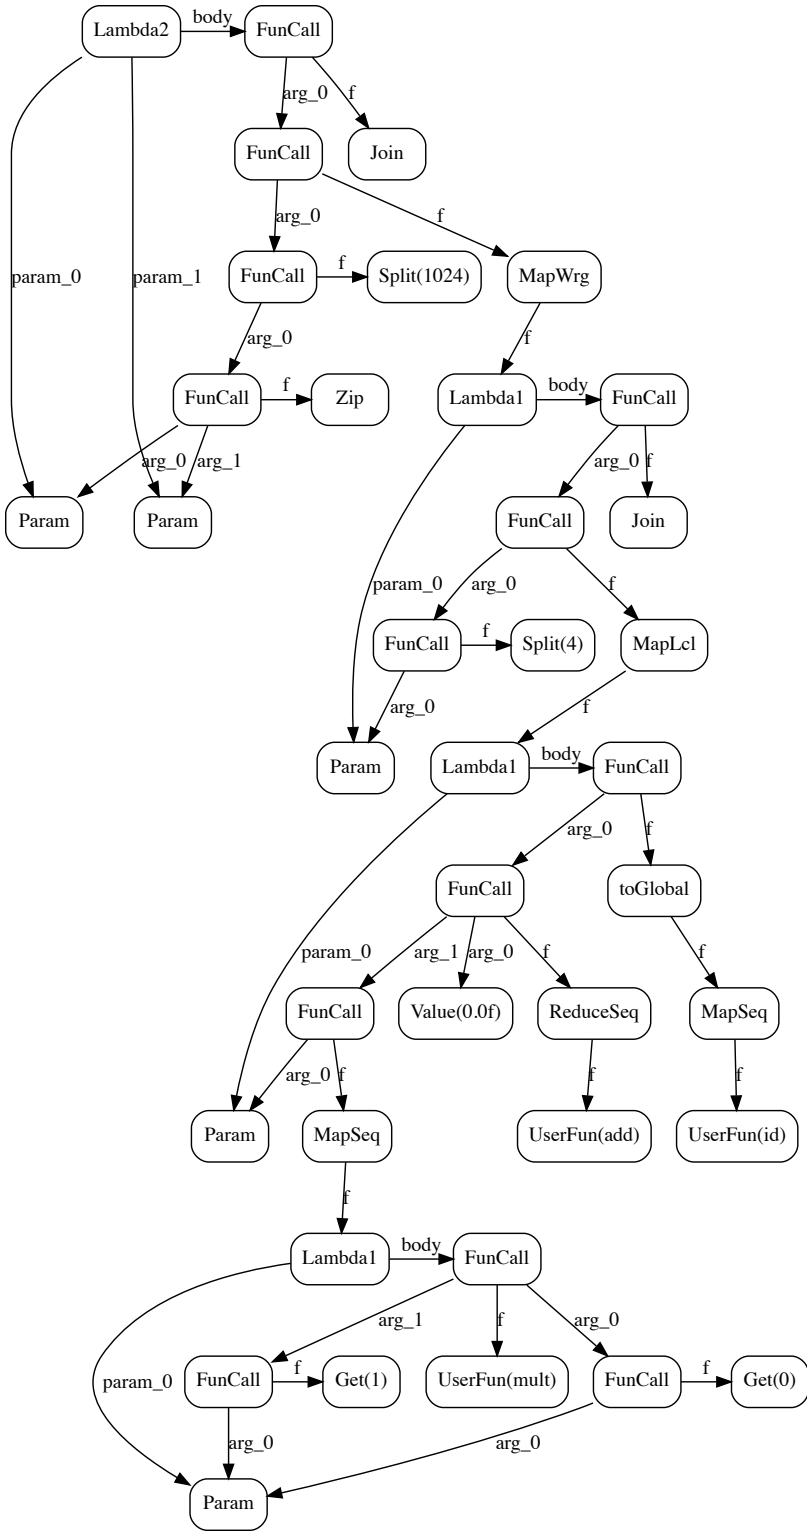 Lambda2
body
FunCall
arg_0
f
FunCall
Join
arg_0
f
param_0
param_1
FunCall
f
Split(1024)
MapWrg
arg_0
f
FunCall
f
Zip
Lambda1
body
FunCall
arg_0
arg_1
arg_0
f
Param
Param
FunCall
Join
param_0
arg_0
f
FunCall
f
Split(4)
MapLcl
arg_0
f
Param
Lambda1
body
FunCall
arg_0
f
FunCall
toGlobal
param_0
arg_1
arg_0
f
f
FunCall
Value(0.0f)
ReduceSeq
MapSeq
arg_0
f
f
f
Param
MapSeq
UserFun(add)
UserFun(id)
f
Lambda1
body
FunCall
arg_1
f
arg_0
param_0
FunCall
f
Get(1)
UserFun(mult)
FunCall
f
Get(0)
arg_0
arg_0
Param